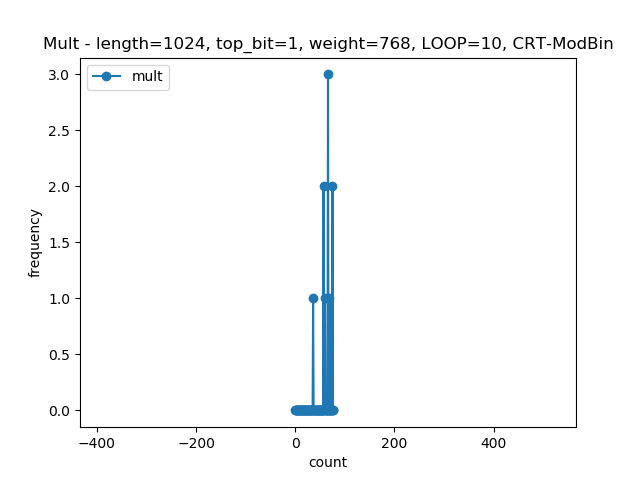 Mult - length=1024, top_bit=1, weight=768, LOOP=10, CRT-ModBin
mult
3.0
2.5
2.0
1.5
1.0
0.5
0.0
frequency
−400 −200 0 200 400
count